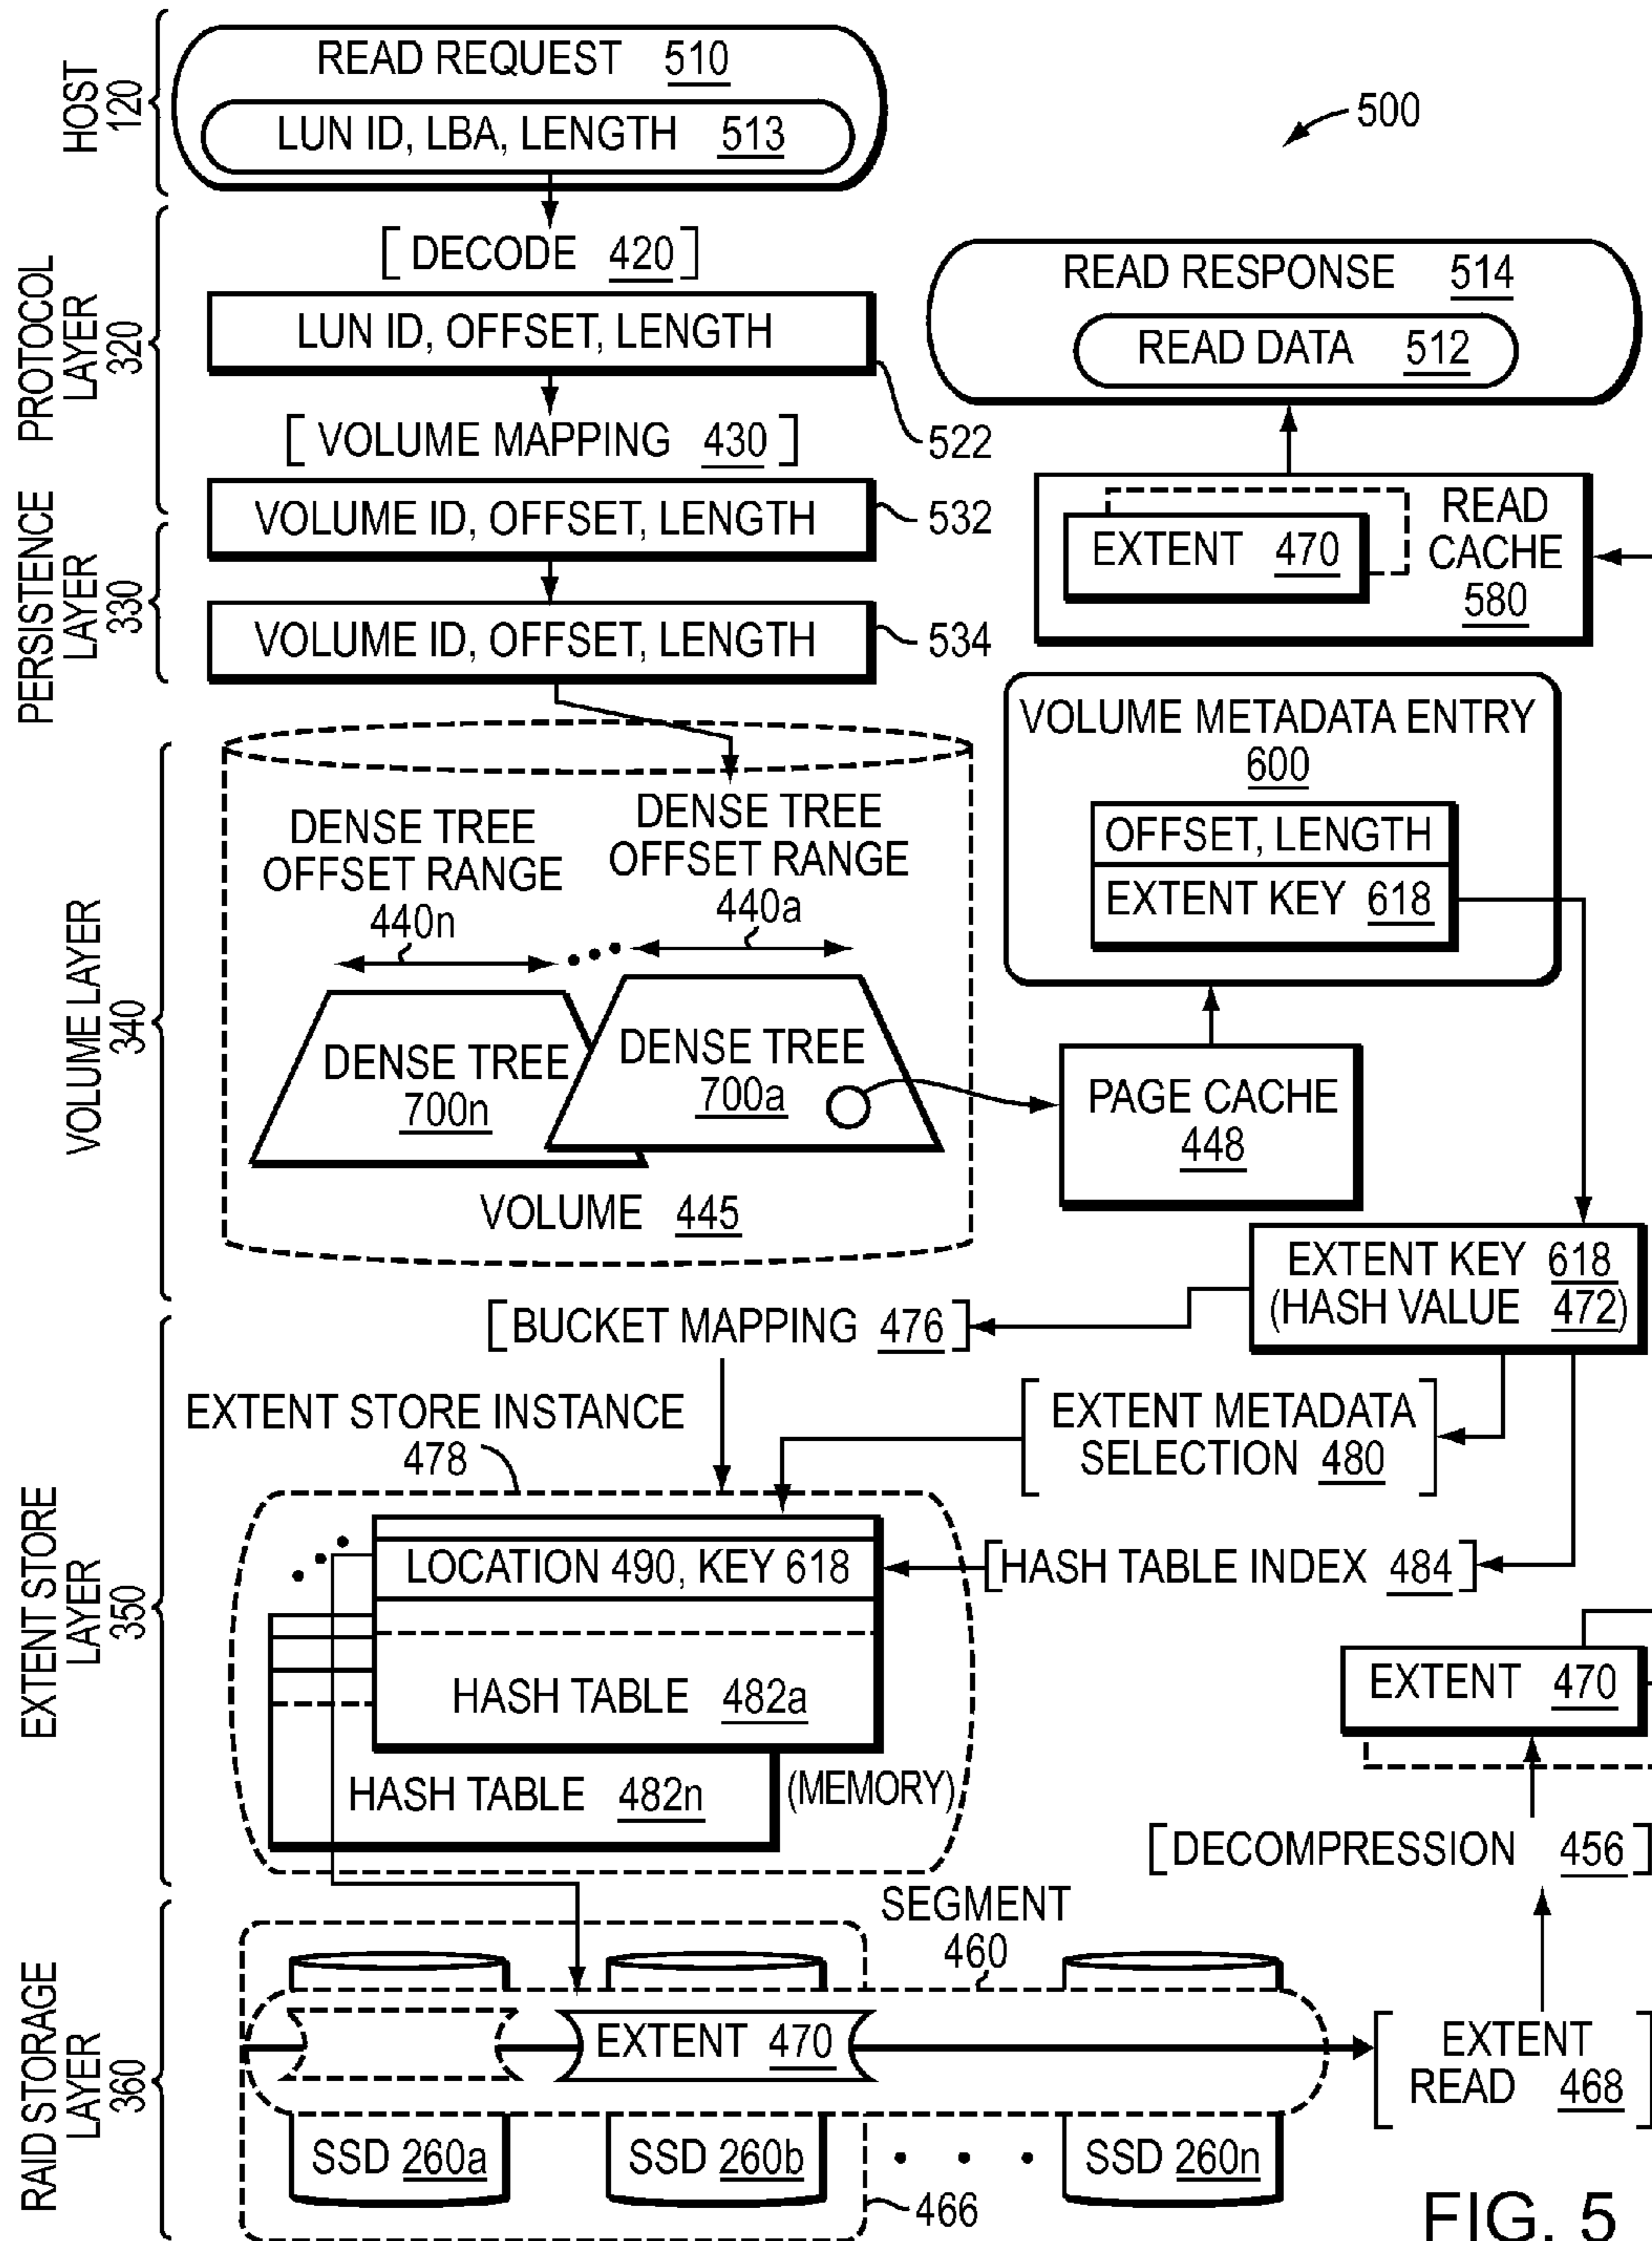 HOST
120
READ REQUEST 510
LUN ID, LBA, LENGTH 513
500
PROTOCOL
LAYER
320
[ DECODE 420 ]
LUN ID, OFFSET, LENGTH
522
[ VOLUME MAPPING 430 ]
READ RESPONSE 514
READ DATA 512
PERSISTENCE
LAYER
330
VOLUME ID, OFFSET, LENGTH
532
VOLUME ID, OFFSET, LENGTH
534
EXTENT 470
READ
CACHE
580
VOLUME LAYER
340
DENSE TREE
OFFSET RANGE
440n
DENSE TREE
OFFSET RANGE
440a
DENSE TREE
700n
DENSE TREE
700a
VOLUME 445
VOLUME METADATA ENTRY
600
OFFSET, LENGTH
EXTENT KEY 618
PAGE CACHE
448
EXTENT KEY 618
(HASH VALUE 472)
EXTENT STORE
LAYER
350
[BUCKET MAPPING 476]
EXTENT STORE INSTANCE
478
[EXTENT METADATA
SELECTION 480]
LOCATION 490, KEY 618
[HASH TABLE INDEX 484]
HASH TABLE 482a
HASH TABLE 482n
(MEMORY)
EXTENT 470
[DECOMPRESSION 456]
RAID STORAGE
LAYER
360
SEGMENT
460
EXTENT 470
[EXTENT
READ 468]
SSD 260a
SSD 260b
. . .
SSD 260n
466
FIG. 5